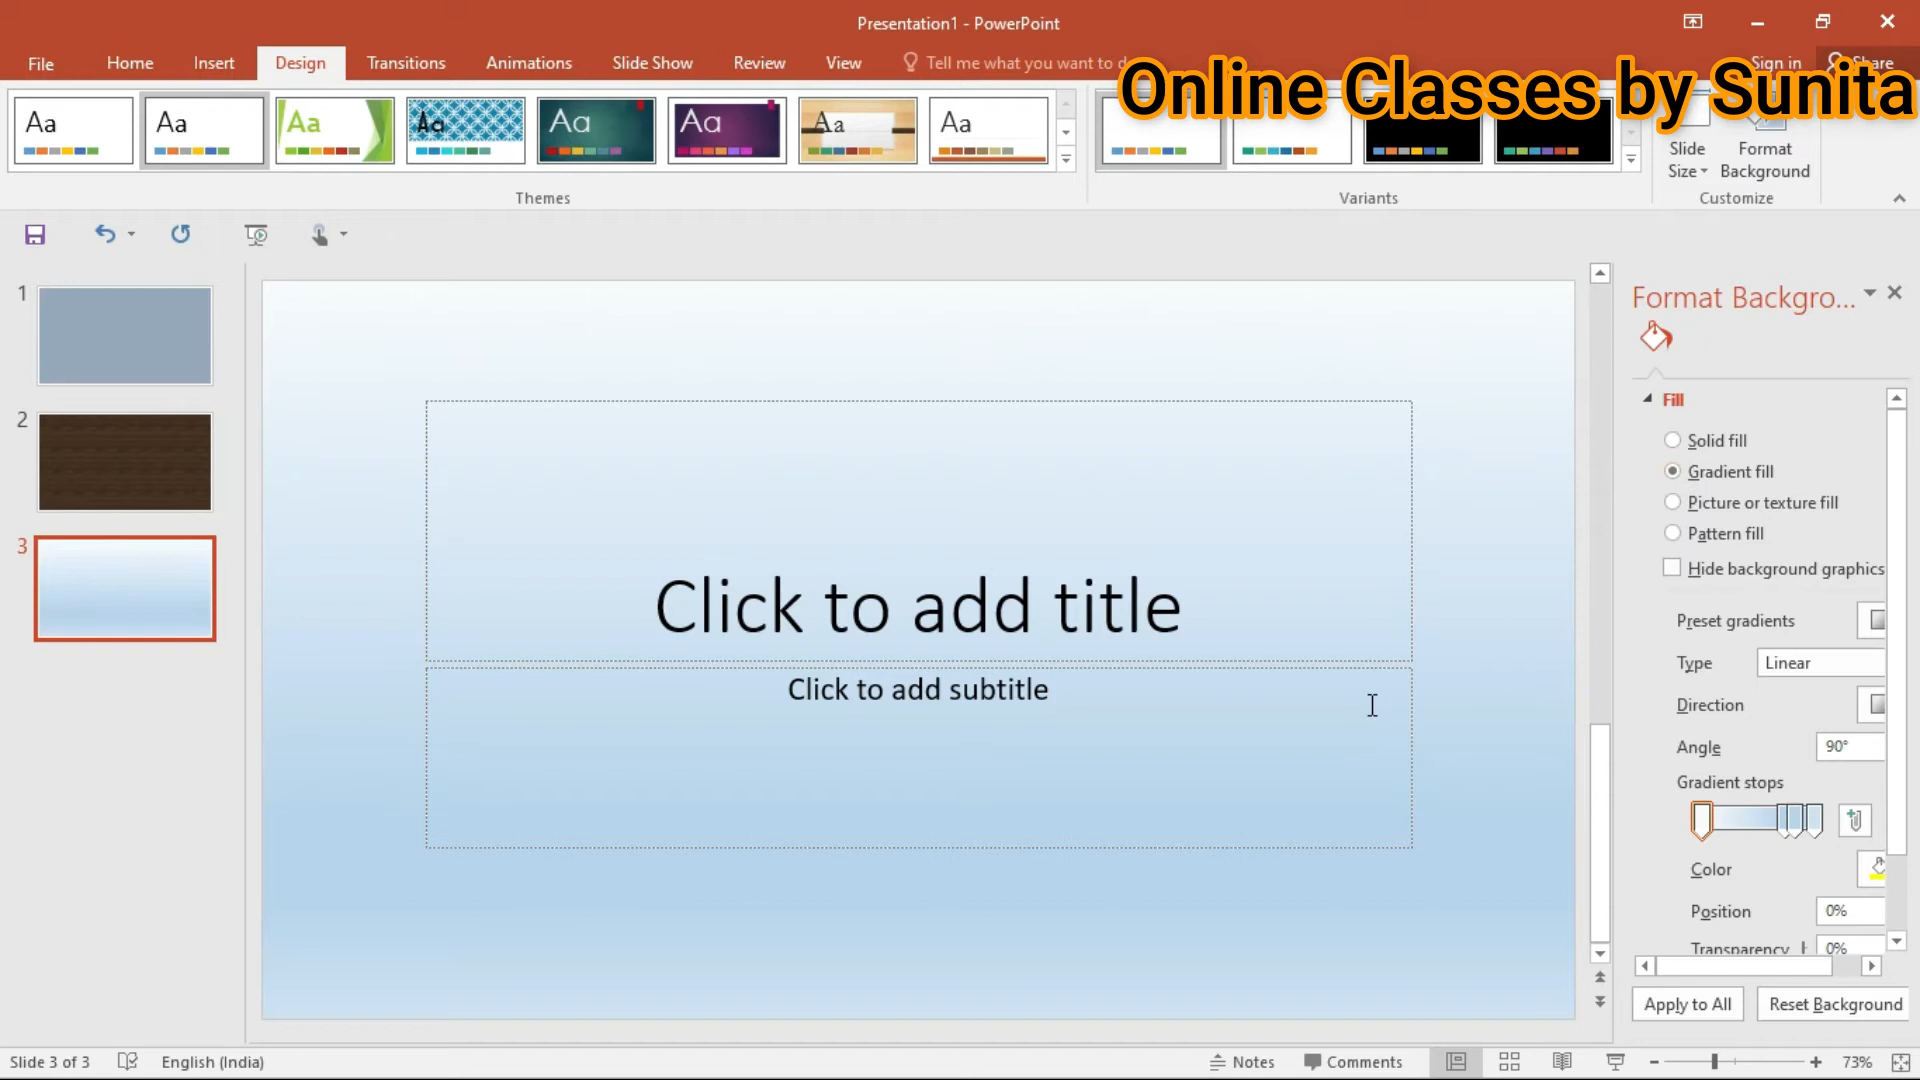 Presentation1 - PowerPoint
File Home Insert Design Transitions Animations Slide Show Review View Tell me what you want to d Sign in Share
Online Classes by Sunita
Aa Aa Aa Aa Aa Aa Aa Aa
Slide Size Format Background
Themes Variants Customize
1
2
3
Click to add title
Click to add subtitle
Format Backgro...
Fill
Solid fill
Gradient fill
Picture or texture fill
Pattern fill
Hide background graphics
Preset gradients
Type Linear
Direction
Angle 90°
Gradient stops
Color
Position 0%
Transparency 0%
Apply to All Reset Background
Slide 3 of 3 English (India) Notes Comments 73%